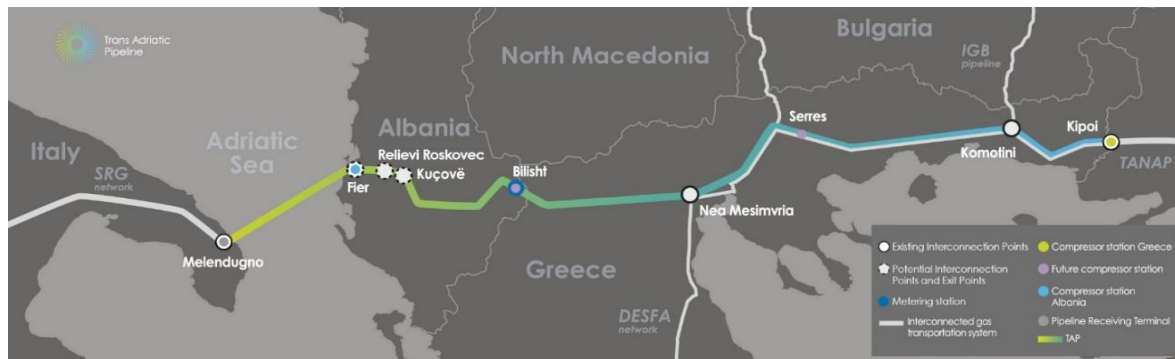 Trans Adriatic
Pipeline
North Macedonia
Bulgaria
IGB
pipeline
Serres
Kipoi
Komotini
TANAP
Albania
Adriatic
Sea
Italy
SRG
network
Relievi Roskovec
Kuçovë
Fier
Bilisht
Nea Mesimvria
Melendugno
Greece
DESFA
network
Existing Interconnection Points
Potential Interconnection
Points and Exit Points
Metering station
Interconnected gas
transportation system
Compressor station Greece
Future compressor station
Compressor station
Albania
Pipeline Receiving Terminal
TAP